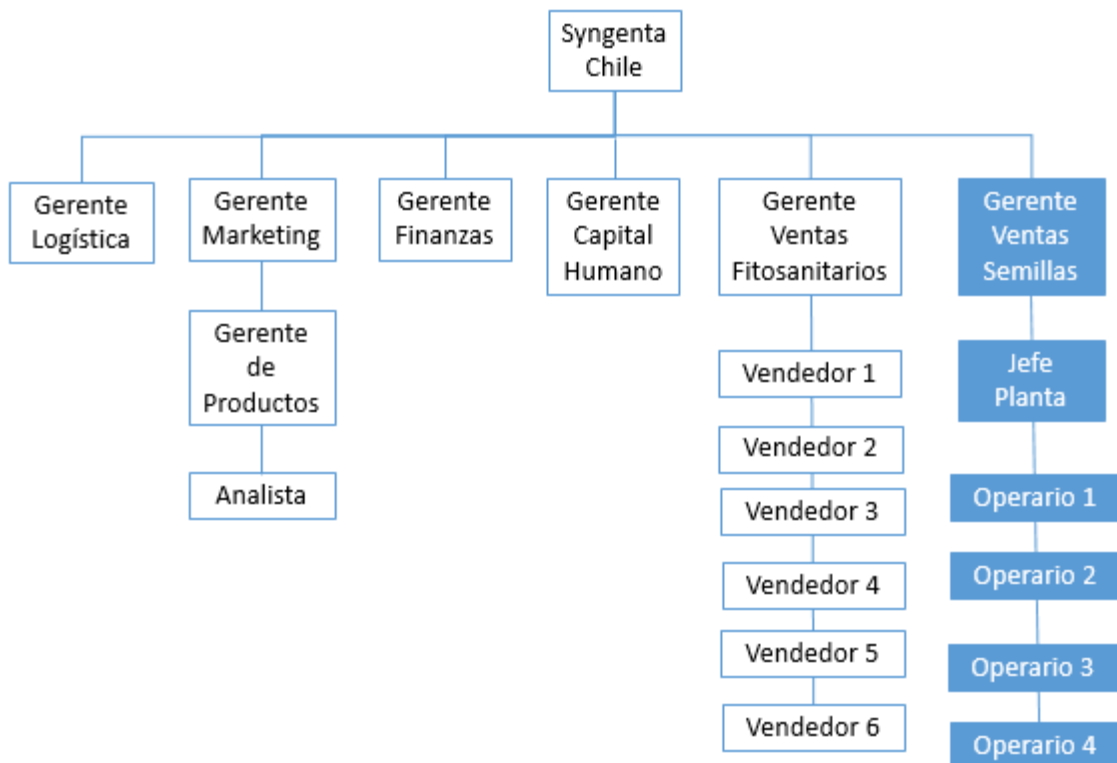 Syngenta
Chile
Gerente
Logística
Gerente
Marketing
Gerente
Finanzas
Gerente
Capital
Humano
Gerente
Ventas
Fitosanitarios
Gerente
Ventas
Semillas
Gerente
de
Productos
Analista
Vendedor 1
Vendedor 2
Vendedor 3
Vendedor 4
Vendedor 5
Vendedor 6
Jefe
Planta
Operario 1
Operario 2
Operario 3
Operario 4